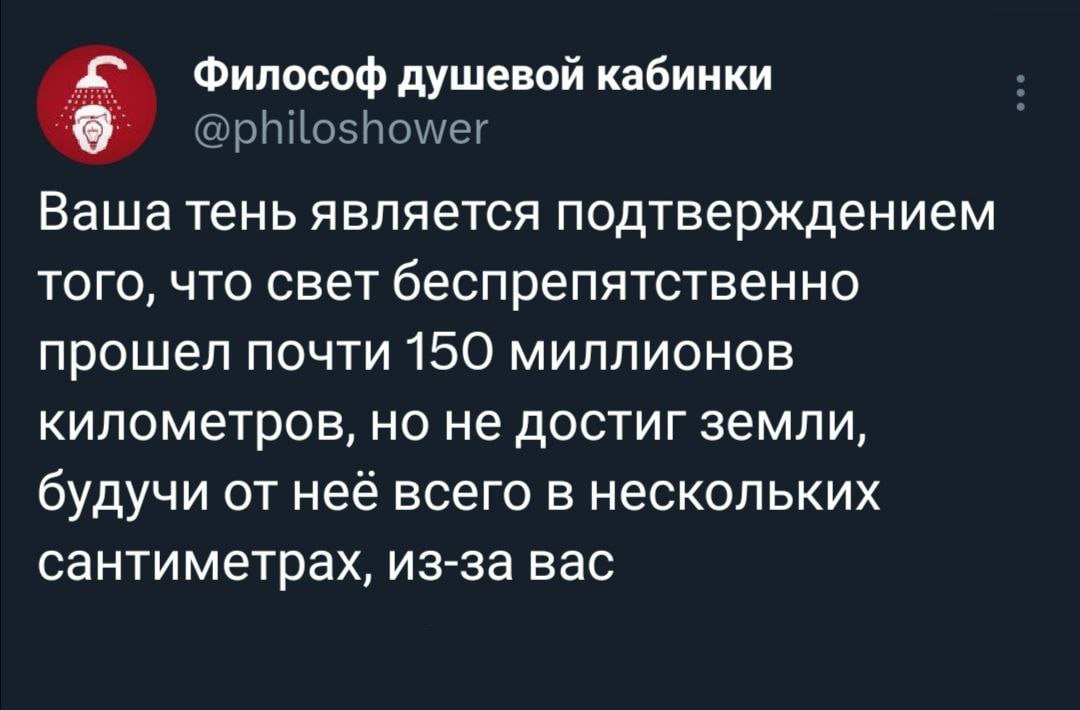 Философ душевой кабинки
@philoshower
Ваша тень является подтверждением
того, что свет беспрепятственно
прошел почти 150 миллионов
километров, но не достиг земли,
будучи от неё всего в нескольких
сантиметрах, из-за вас